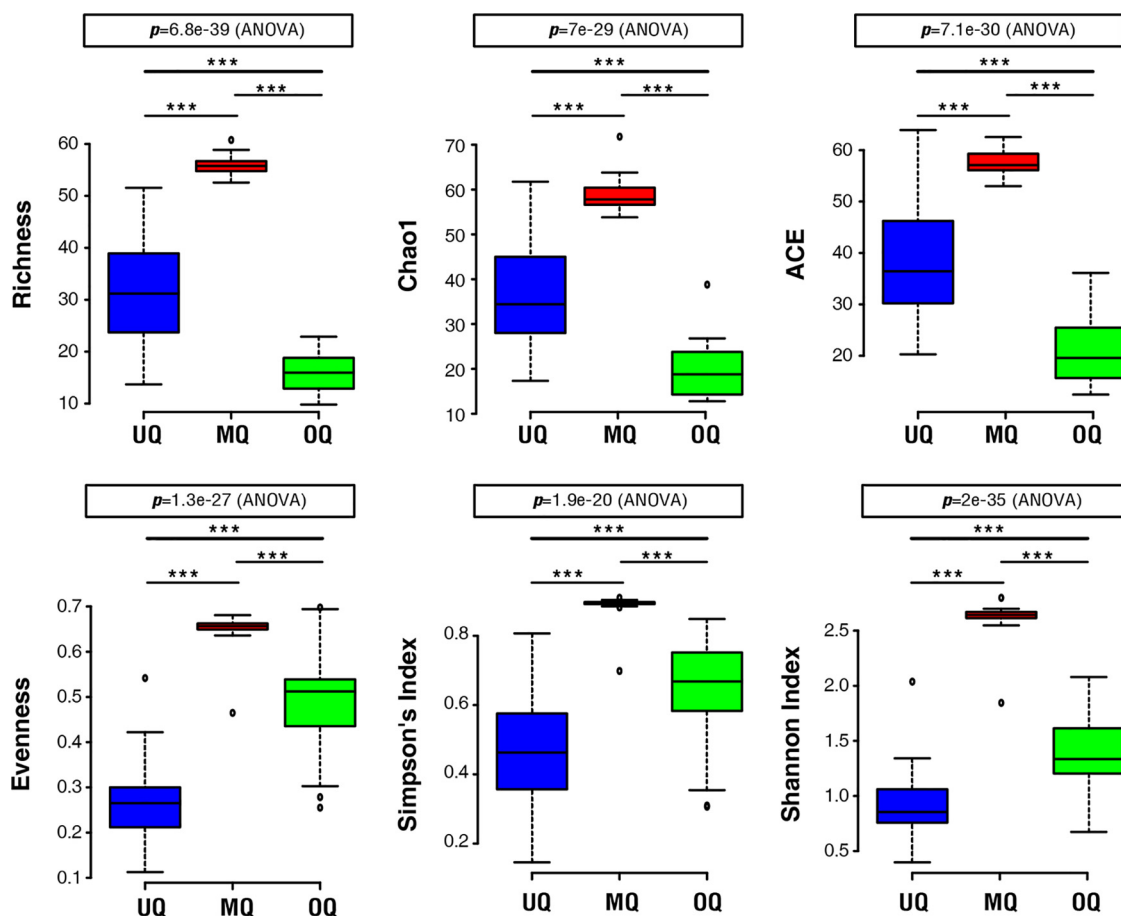 p=6.8e-39 (ANOVA)
***
***
***
Richness
60
50
40
30
20
10
UQ MQ OQ
p=7e-29 (ANOVA)
***
***
***
Chao1
70
60
50
40
30
20
10
UQ MQ OQ
p=7.1e-30 (ANOVA)
***
***
***
ACE
60
50
40
30
20
UQ MQ OQ
p=1.3e-27 (ANOVA)
***
***
***
Evenness
0.7
0.6
0.5
0.4
0.3
0.2
0.1
UQ MQ OQ
p=1.9e-20 (ANOVA)
***
***
***
Simpson's Index
0.8
0.6
0.4
0.2
UQ MQ OQ
p=2e-35 (ANOVA)
***
***
***
Shannon Index
2.5
2.0
1.5
1.0
0.5
UQ MQ OQ